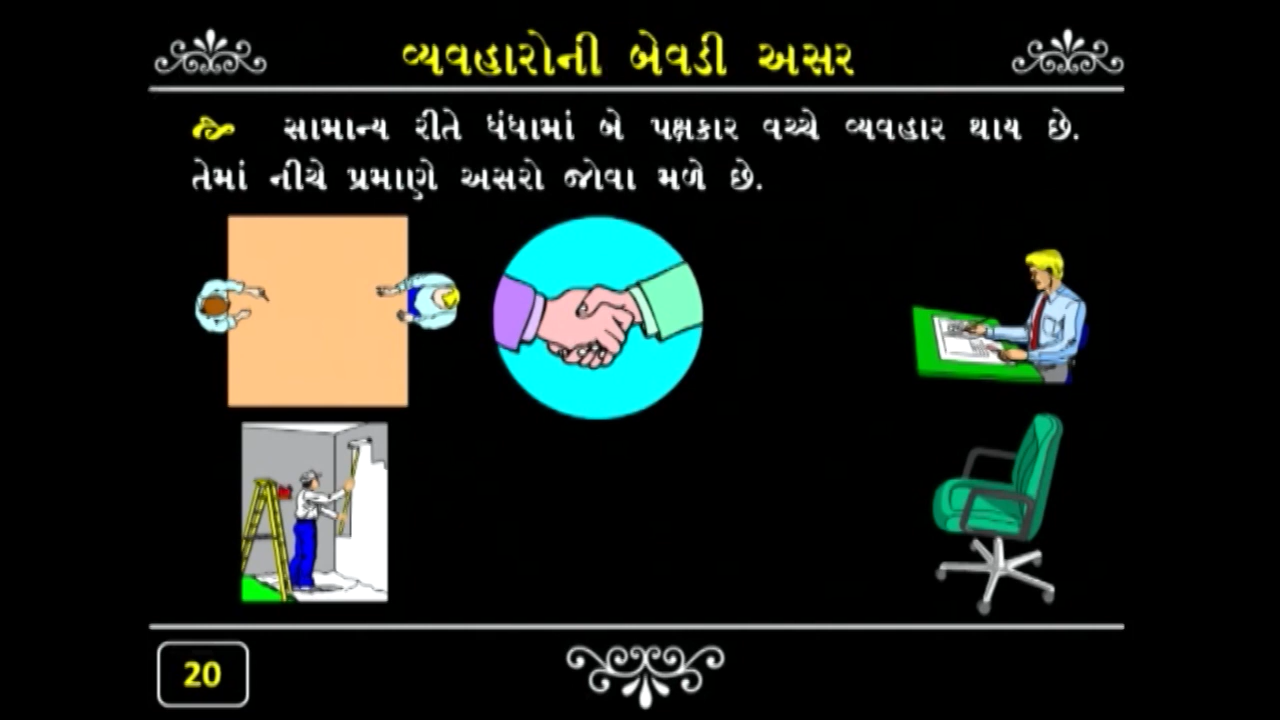 વ્યવહારોની બેવડી અસર
સામાન્ય રીતે ધંધામાં બે પક્ષકાર વચ્ચે વ્યવહાર થાય છે.
તેમાં નીચે પ્રમાણે અસરો જોવા મળે છે.
20